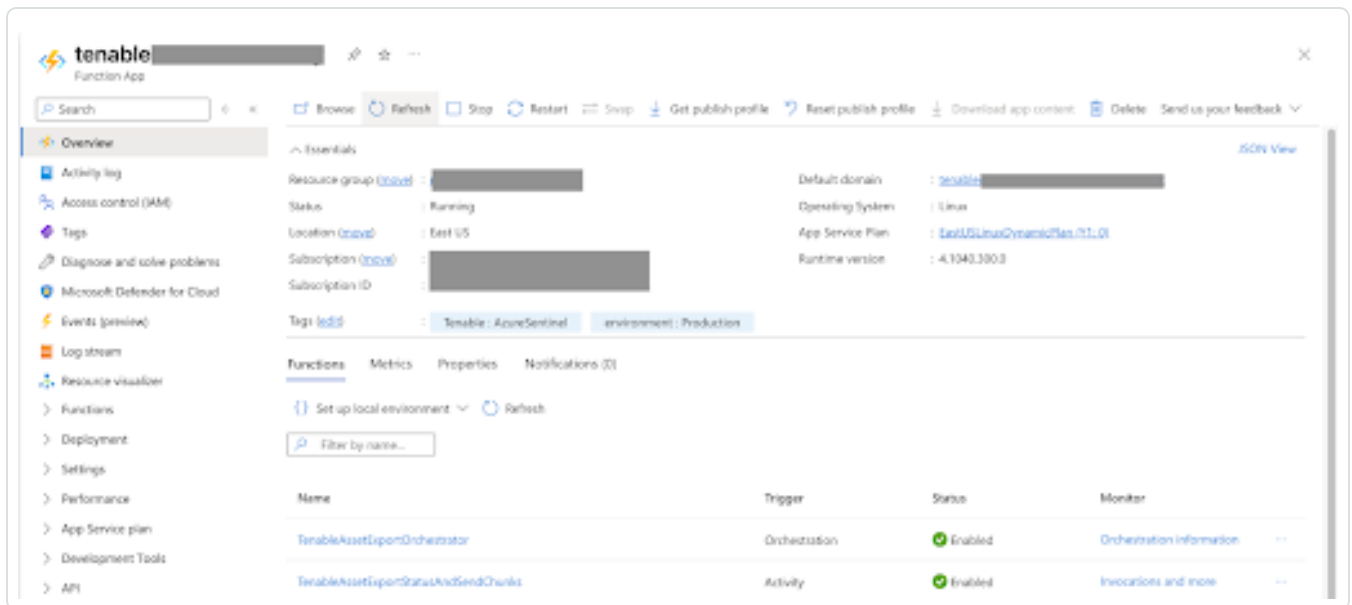 tenable
Function App
Search
Browse Refresh Stop Restart Swap Get publish profile Reset publish profile Download app content Delete Send us your feedback
Overview
Activity log
Access control (IAM)
Tags
Diagnose and solve problems
Microsoft Defender for Cloud
Events (preview)
Log stream
Resource visualizer
Functions
Deployment
Settings
Performance
App Service plan
Development Tools
API
Essentials
JSON View
Resource group (move) :
Status : Running
Location (move) : East US
Subscription (move) :
Subscription ID
Tags (edit) : Tenable : AzureSentinel environment : Production
Default domain : tenable
Operating System : Linux
App Service Plan : EastUSLinuxDynamicPlan (Y1: 0)
Runtime version : 4.1040.300.0
Functions Metrics Properties Notifications (0)
Set up local environment Refresh
Filter by name...
Name Trigger Status Monitor
TenableAssetExportOrchestrator Orchestration Enabled Orchestration information
TenableAssetExportStatusAndSendChunks Activity Enabled Invocations and more